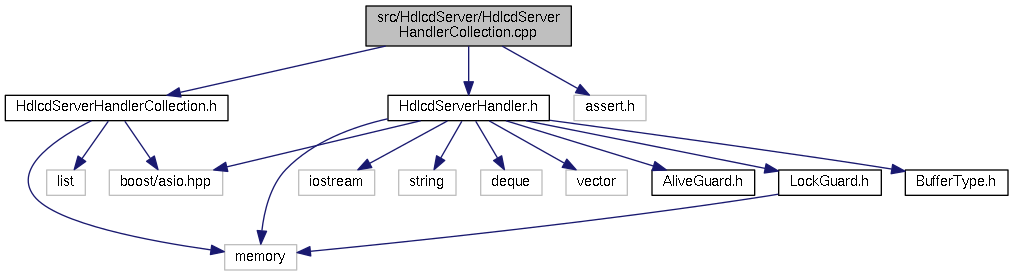 src/HdlcdServer/HdlcdServer
HandlerCollection.cpp
HdlcdServerHandlerCollection.h
HdlcdServerHandler.h
assert.h
list
boost/asio.hpp
iostream
string
deque
vector
AliveGuard.h
LockGuard.h
BufferType.h
memory